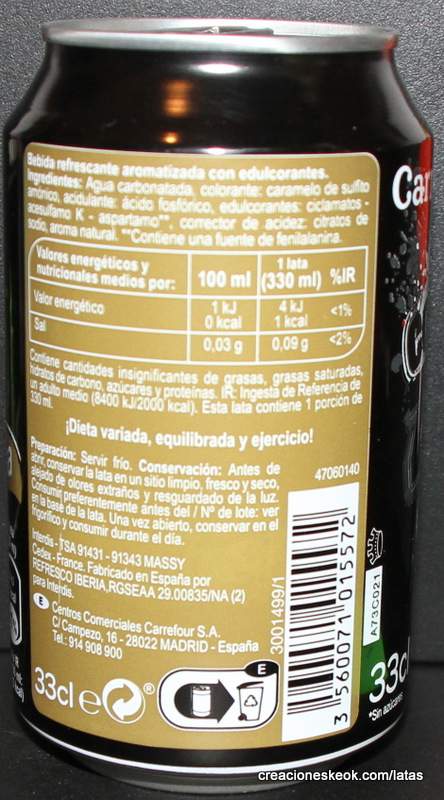 Bebida refrescante aromatizada con edulcorantes.
Ingredientes: Agua carbonatada, colorante: caramelo de sulfito
amónico, acidulante: ácido fosfórico, edulcorantes: ciclamatos -
acesulfamo K - aspartamo**, corrector de acidez: citratos de
sodio, aroma natural. **Contiene una fuente de fenilalanina.
Valores energéticos y
nutricionales medios por: 100 ml 1 lata (330 ml) %IR
Valor energético 1 kJ 4 kJ <1%
0 kcal 1 kcal
Sal 0,03 g 0,09 g <2%
Contiene cantidades insignificantes de grasas, grasas saturadas,
hidratos de carbono, azúcares y proteínas. IR: Ingesta de Referencia de
un adulto medio (8400 kJ/2000 kcal). Esta lata contiene 1 porción de
330 ml.
¡Dieta variada, equilibrada y ejercicio!
Preparación: Servir frío. Conservación: Antes de
abrir, conservar la lata en un sitio limpio, fresco y seco,
alejado de olores extraños y resguardado de la luz.
Consumir preferentemente antes del / Nº de lote: ver
en la base de la lata. Una vez abierto, conservar en el
frigorífico y consumir durante el día.
47060140
Interdis - TSA 91431 - 91343 MASSY
Cedex - France. Fabricado en España por
REFRESCO IBERIA,RGSEAA 29.00835/NA (2)
para Interdis.
E Centros Comerciales Carrefour S.A.
C/ Campezo, 16 - 28022 MADRID - España
Tel.: 914 908 900
33cl e ®
E
3001499/1
3 560071 015572
A73C021
Car
33cl
*Sin azúcares
creacioneskeok.com/latas